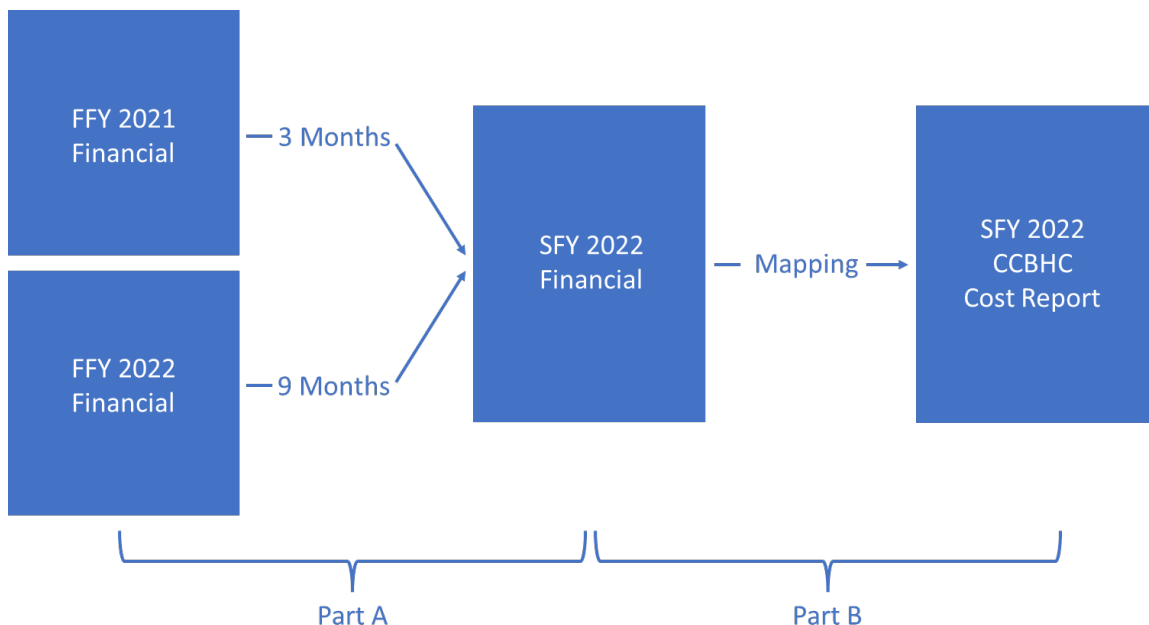 FFY 2021
Financial
3 Months
FFY 2022
Financial
9 Months
SFY 2022
Financial
Mapping
SFY 2022
CCBHC
Cost Report
Part A
Part B